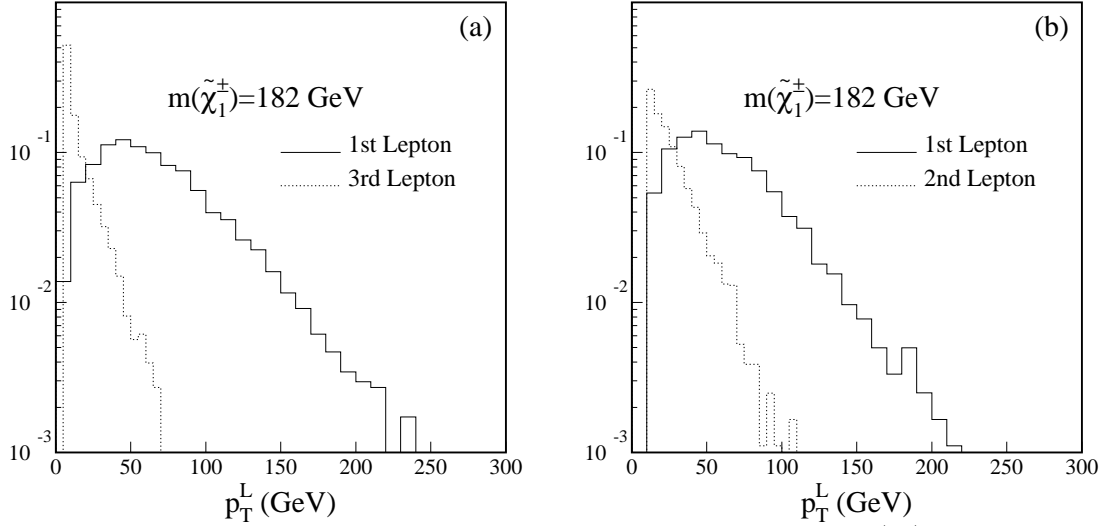 (a)
m(χ̃₁±)=182 GeV
1st Lepton
3rd Lepton
10⁻¹
10⁻²
10⁻³
0 50 100 150 200 250 300
p_T^L (GeV)
(b)
m(χ̃₁±)=182 GeV
1st Lepton
2nd Lepton
10⁻¹
10⁻²
10⁻³
0 50 100 150 200 250 300
p_T^L (GeV)